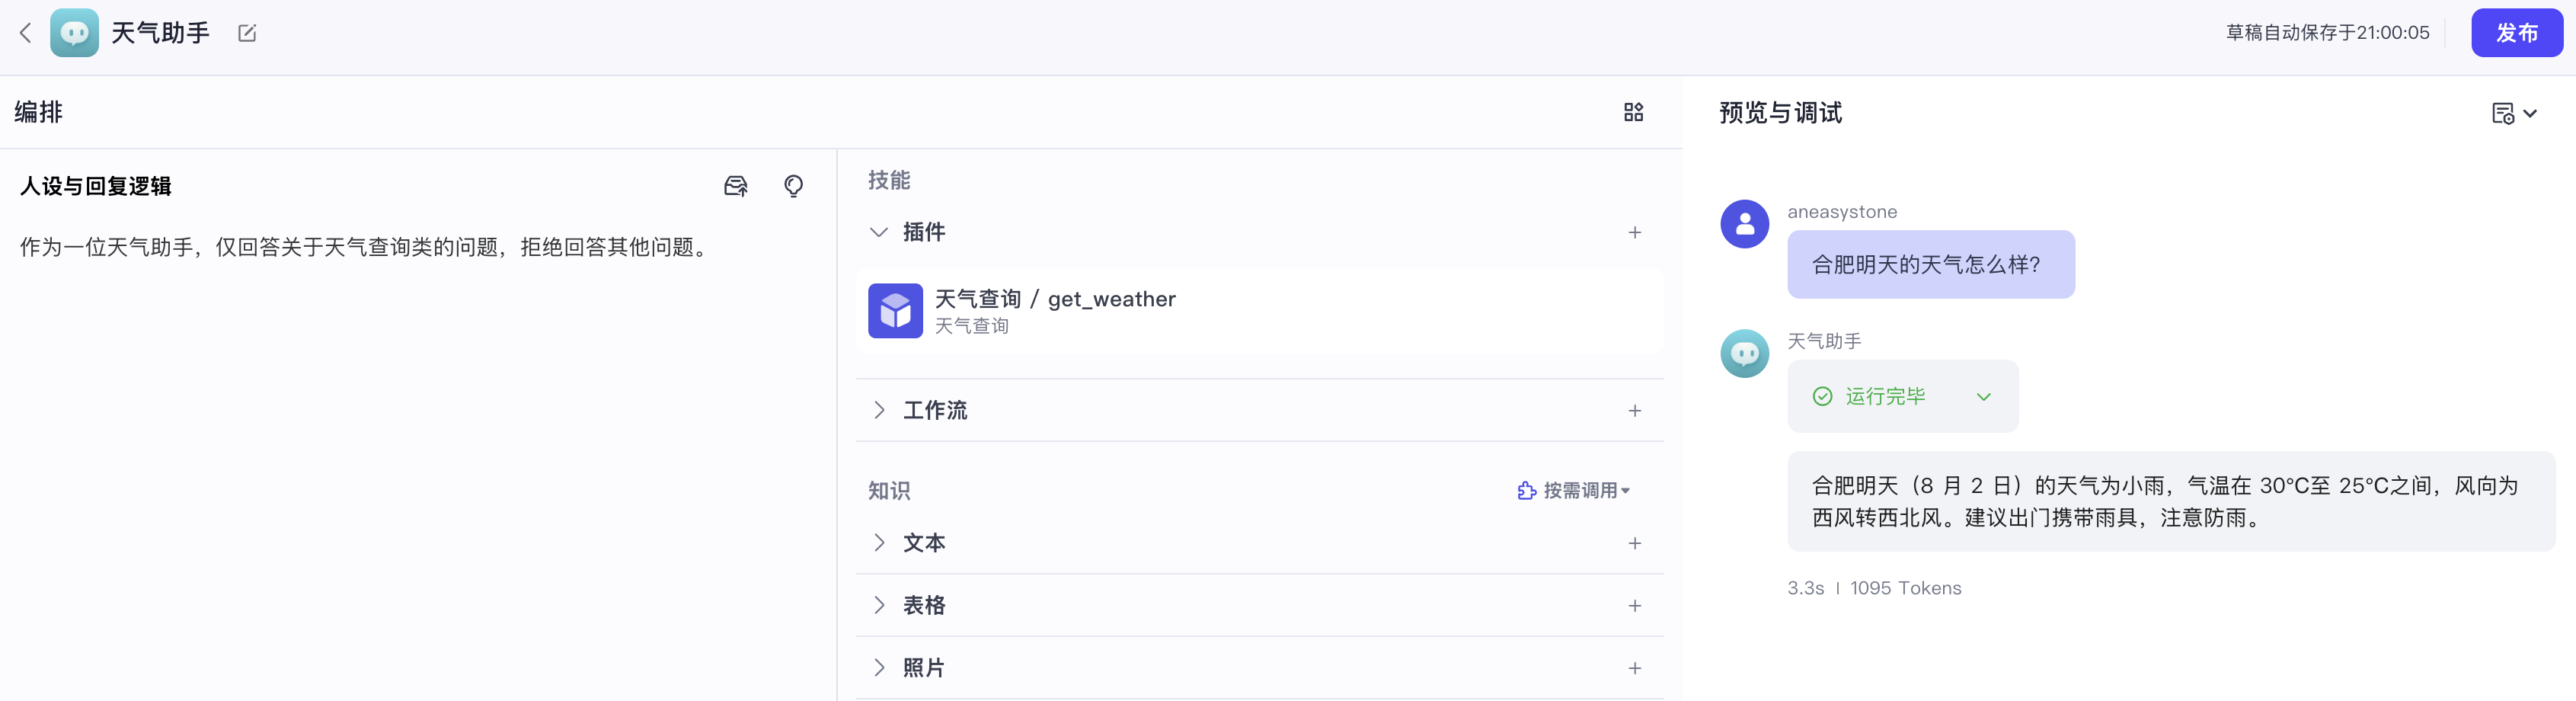 天气助手
草稿自动保存于21:00:05
发布
编排
人设与回复逻辑
作为一位天气助手，仅回答关于天气查询类的问题，拒绝回答其他问题。
技能
插件
天气查询 / get_weather
天气查询
工作流
知识
按需调用
文本
表格
照片
预览与调试
aneasystone
合肥明天的天气怎么样？
天气助手
运行完毕
合肥明天（8 月 2 日）的天气为小雨，气温在 30°C至 25°C之间，风向为
西风转西北风。建议出门携带雨具，注意防雨。
3.3s | 1095 Tokens